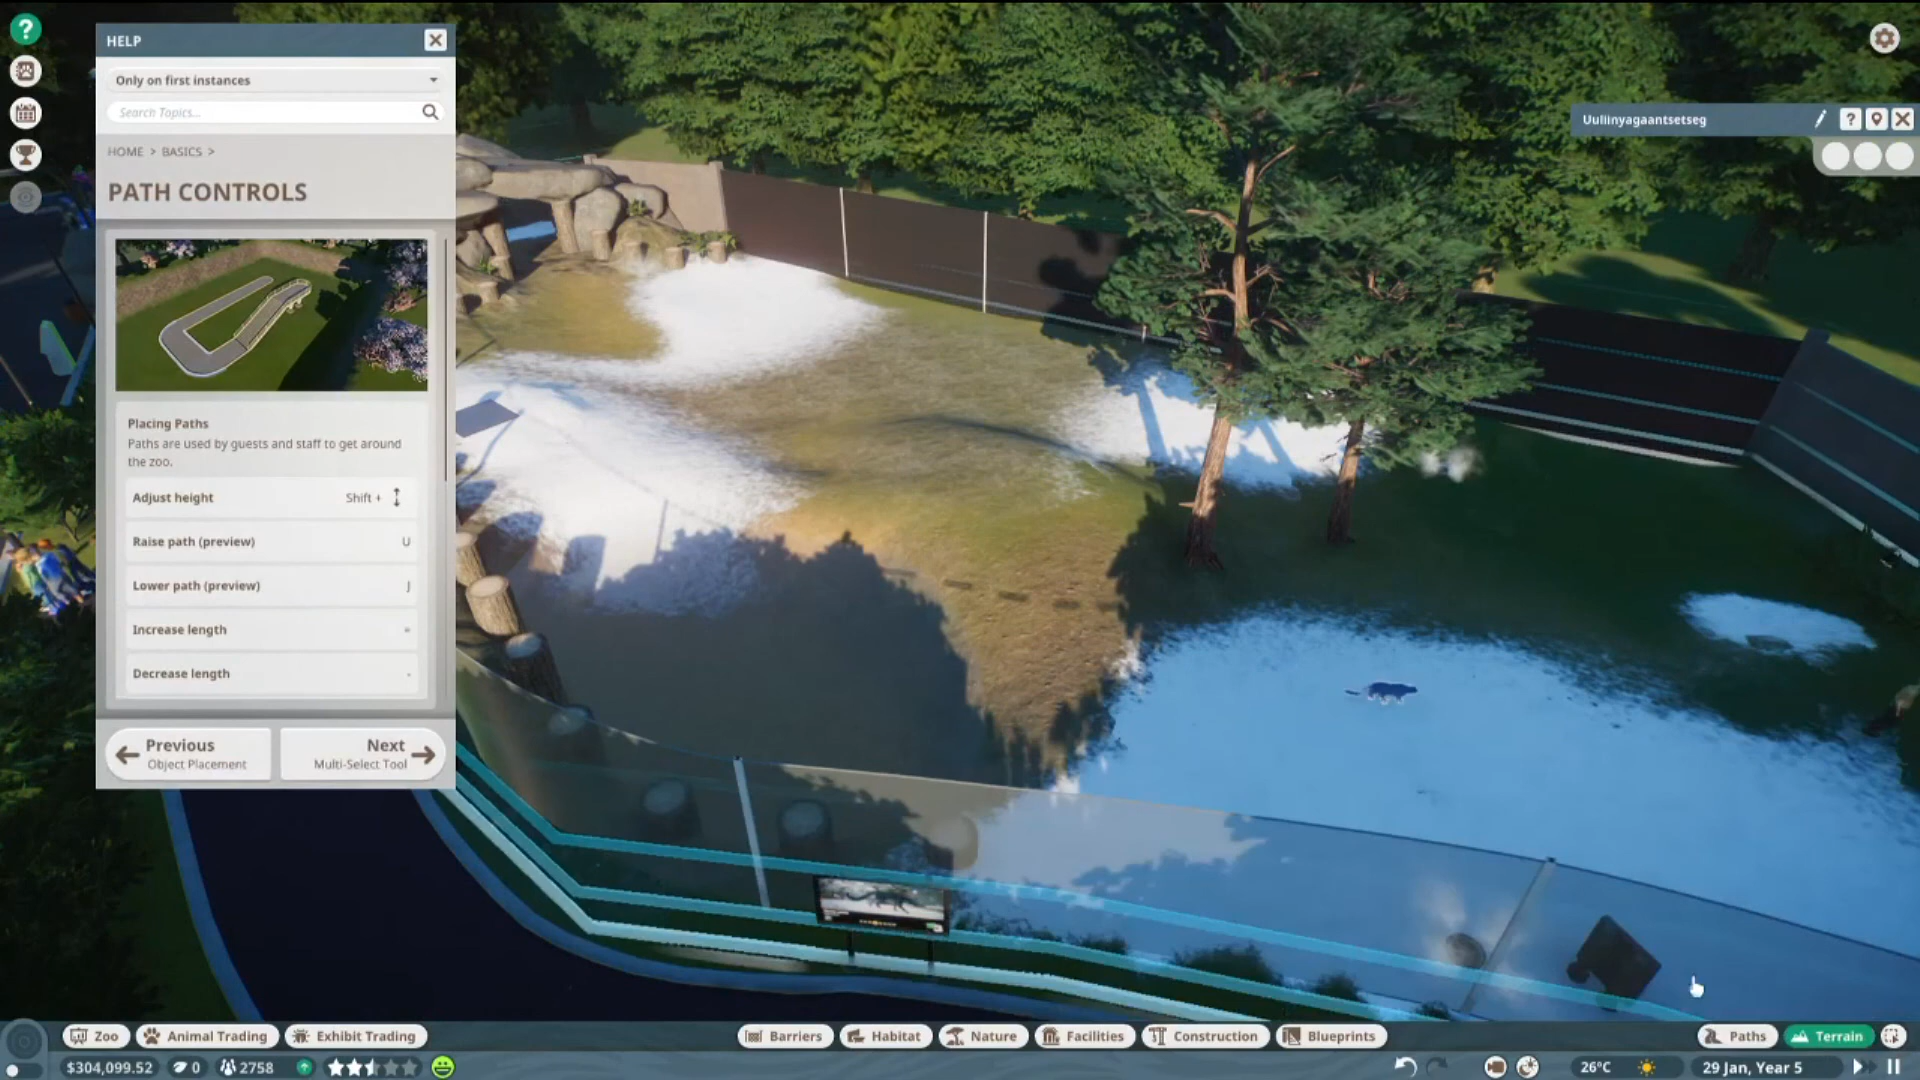 HELP
Only on first instances
Search Topics...
HOME > BASICS >
PATH CONTROLS
Placing Paths
Paths are used by guests and staff to get around
the zoo.
Adjust height Shift +
Raise path (preview) U
Lower path (preview) J
Increase length =
Decrease length -
Previous
Object Placement
Next
Multi-Select Tool
Uuliinyagaantsetseg
?
?
Zoo
Animal Trading
Exhibit Trading
Barriers
Habitat
Nature
Facilities
Construction
Blueprints
Paths
Terrain
$304,099.52
0
2758
26°C
29 Jan, Year 5